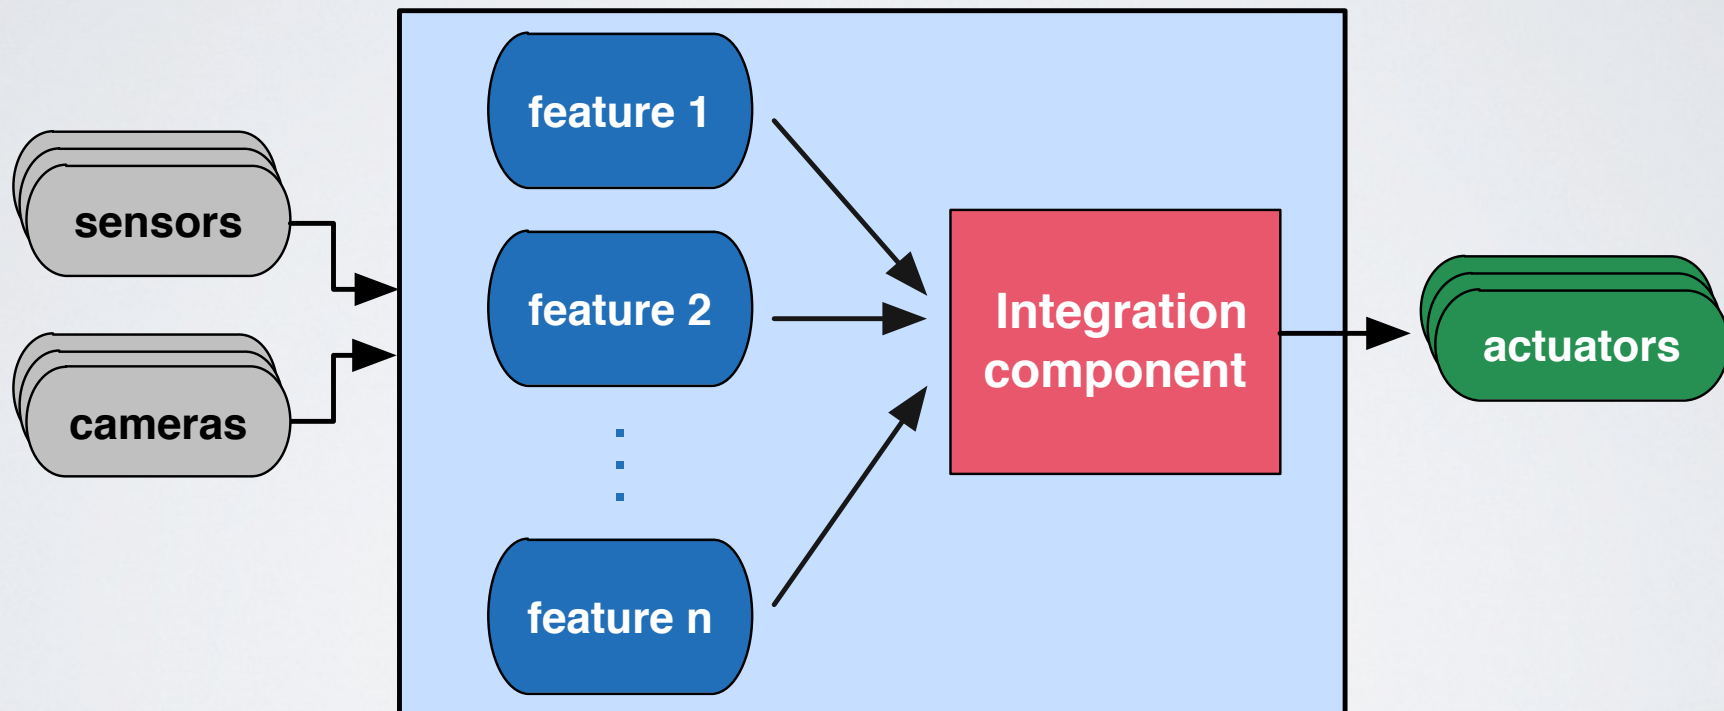 feature 1
sensors
feature 2
Integration
component
actuators
cameras
feature n